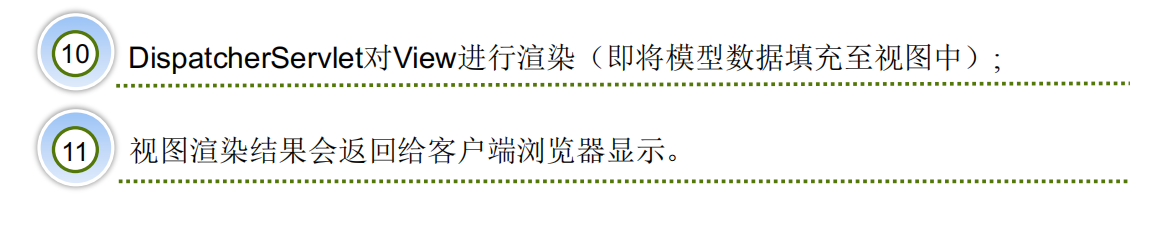 10 DispatcherServlet对View进行渲染（即将模型数据填充至视图中）;
11 视图渲染结果会返回给客户端浏览器显示。